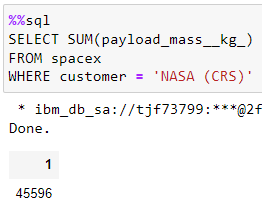 %%sql
SELECT SUM(payload_mass__kg_)
FROM spacex
WHERE customer = 'NASA (CRS)'
* ibm_db_sa://tjf73799:***@2f
Done.
1
45596